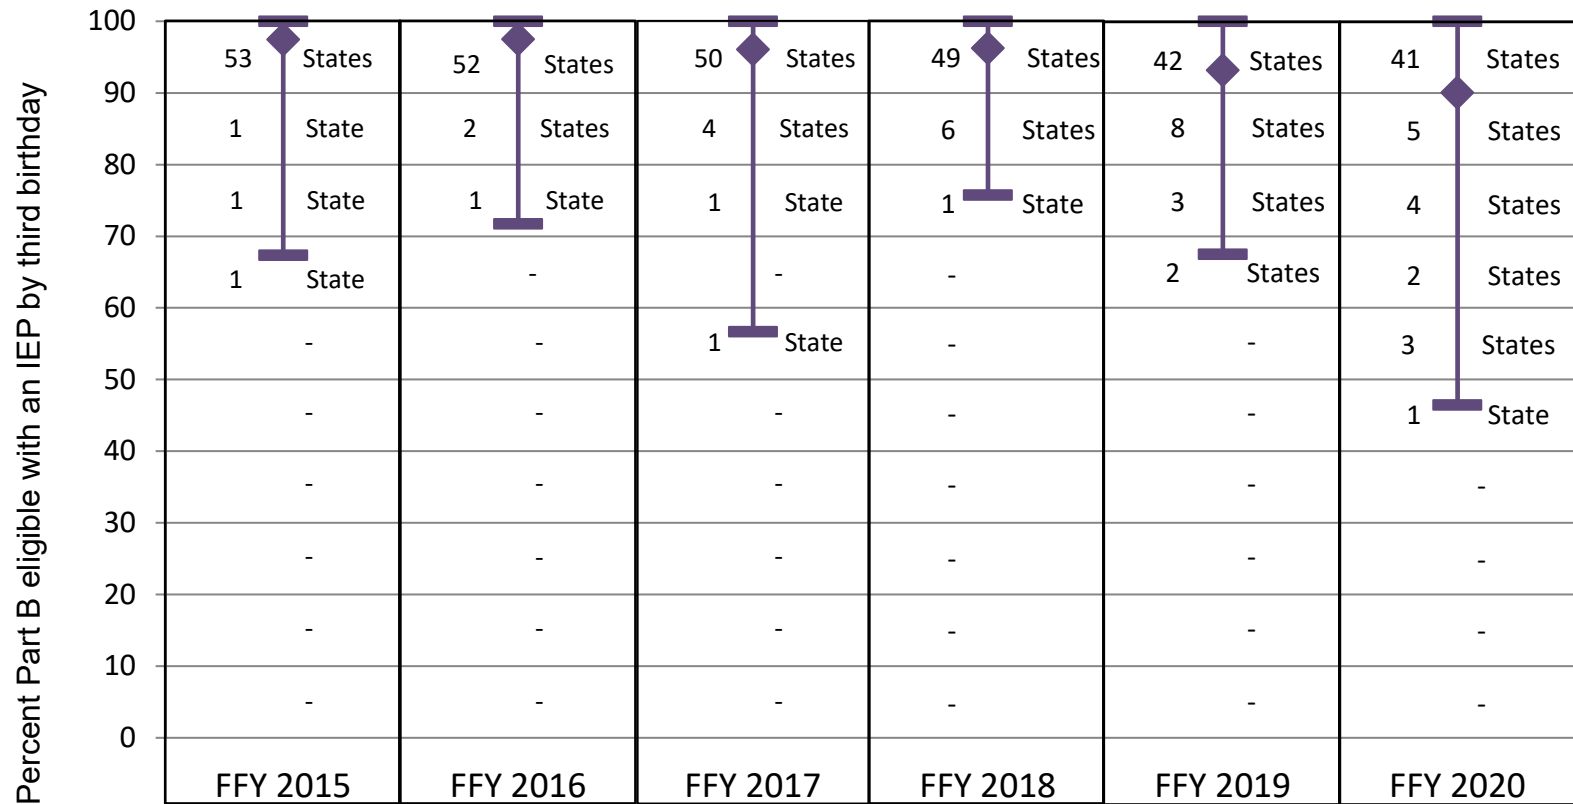 Percent Part B eligible with an IEP by third birthday
100
53 States 52 States 50 States 49 States 42 States 41 States
90
1 State 2 States 4 States 6 States 8 States 5 States
80
1 State 1 State 1 State 1 State 3 States 4 States
70
1 State - - - 2 States 2 States
60
- - 1 State - - 3 States
50
- - - - - 1 State
40
- - - - - -
30
- - - - - -
20
- - - - - -
10
- - - - - -
0
FFY 2015 FFY 2016 FFY 2017 FFY 2018 FFY 2019 FFY 2020